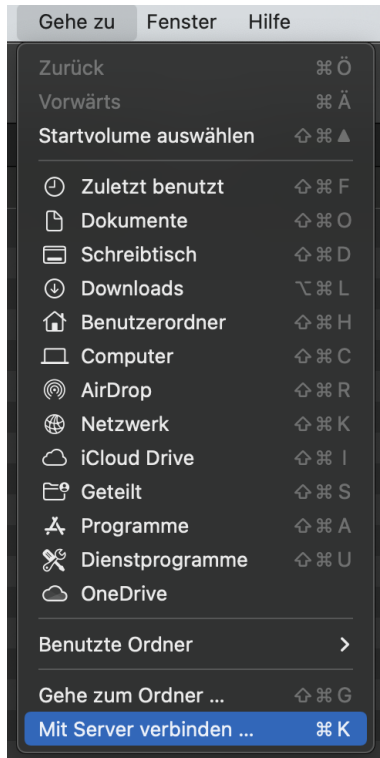 Gehe zu Fenster Hilfe
Zurück ⌘ Ö
Vorwärts ⌘ Ä
Startvolume auswählen ⇧ ⌘ ▲
Zuletzt benutzt ⇧ ⌘ F
Dokumente ⇧ ⌘ O
Schreibtisch ⇧ ⌘ D
Downloads ⌥ ⌘ L
Benutzerordner ⇧ ⌘ H
Computer ⇧ ⌘ C
AirDrop ⇧ ⌘ R
Netzwerk ⇧ ⌘ K
iCloud Drive ⇧ ⌘ I
Geteilt ⇧ ⌘ S
Programme ⇧ ⌘ A
Dienstprogramme ⇧ ⌘ U
OneDrive
Benutzte Ordner
Gehe zum Ordner ... ⇧ ⌘ G
Mit Server verbinden ... ⌘ K